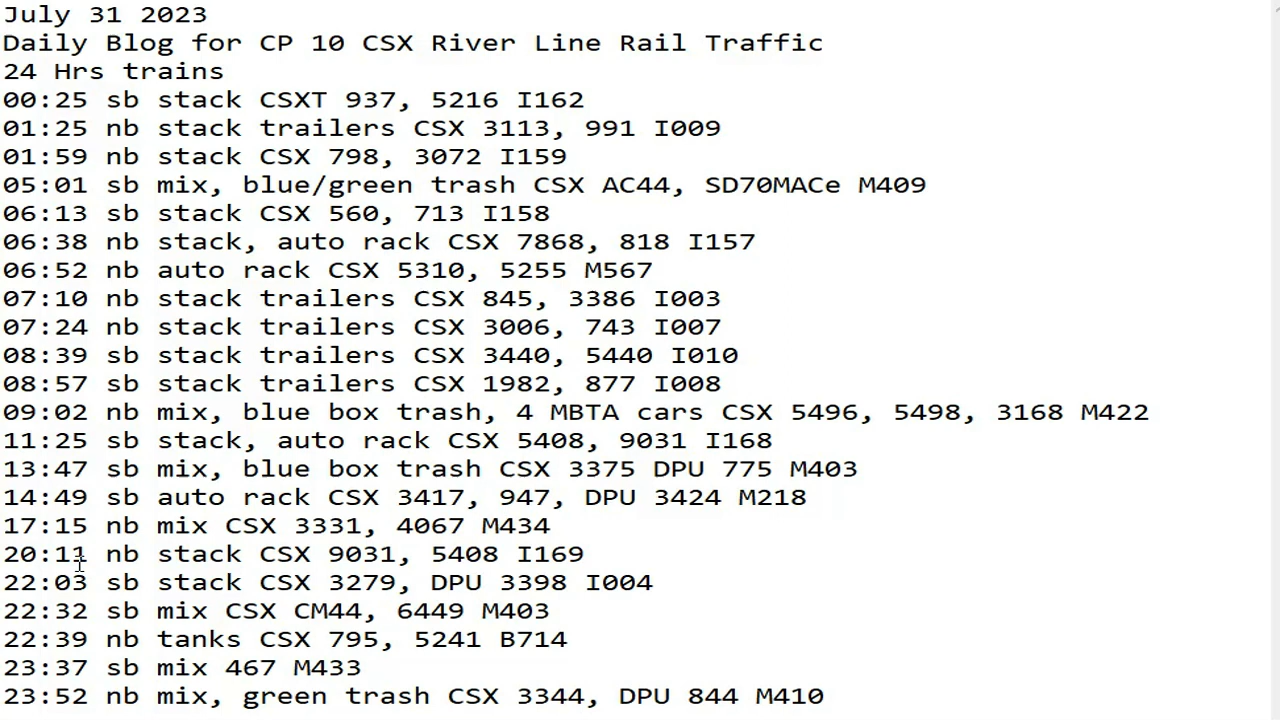 July 31 2023
Daily Blog for CP 10 CSX River Line Rail Traffic
24 Hrs trains
00:25 sb stack CSXT 937, 5216 I162
01:25 nb stack trailers CSX 3113, 991 I009
01:59 nb stack CSX 798, 3072 I159
05:01 sb mix, blue/green trash CSX AC44, SD70MACe M409
06:13 sb stack CSX 560, 713 I158
06:38 nb stack, auto rack CSX 7868, 818 I157
06:52 nb auto rack CSX 5310, 5255 M567
07:10 nb stack trailers CSX 845, 3386 I003
07:24 nb stack trailers CSX 3006, 743 I007
08:39 sb stack trailers CSX 3440, 5440 I010
08:57 sb stack trailers CSX 1982, 877 I008
09:02 nb mix, blue box trash, 4 MBTA cars CSX 5496, 5498, 3168 M422
11:25 sb stack, auto rack CSX 5408, 9031 I168
13:47 sb mix, blue box trash CSX 3375 DPU 775 M403
14:49 sb auto rack CSX 3417, 947, DPU 3424 M218
17:15 nb mix CSX 3331, 4067 M434
20:11 nb stack CSX 9031, 5408 I169
22:03 sb stack CSX 3279, DPU 3398 I004
22:32 sb mix CSX CM44, 6449 M403
22:39 nb tanks CSX 795, 5241 B714
23:37 sb mix 467 M433
23:52 nb mix, green trash CSX 3344, DPU 844 M410